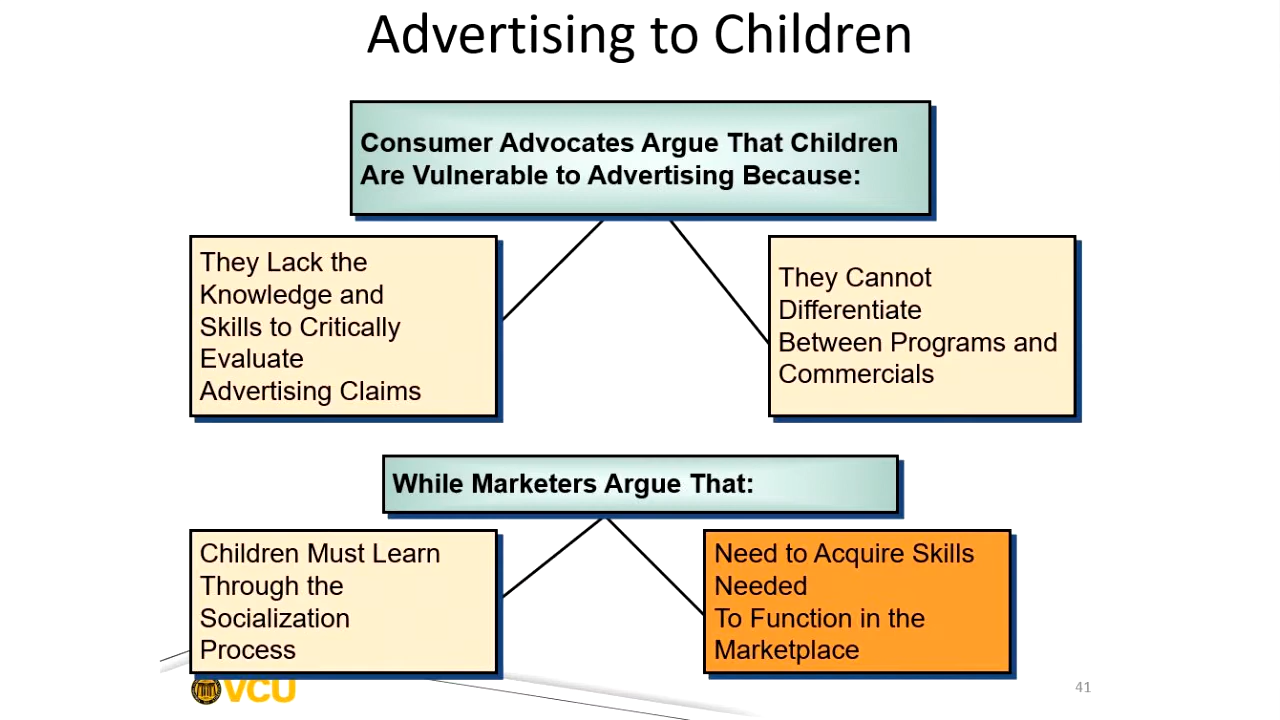 Advertising to Children
Consumer Advocates Argue That Children
Are Vulnerable to Advertising Because:
They Lack the
Knowledge and
Skills to Critically
Evaluate
Advertising Claims
They Cannot
Differentiate
Between Programs and
Commercials
While Marketers Argue That:
Children Must Learn
Through the
Socialization
Process
Need to Acquire Skills
Needed
To Function in the
Marketplace
VCU
41